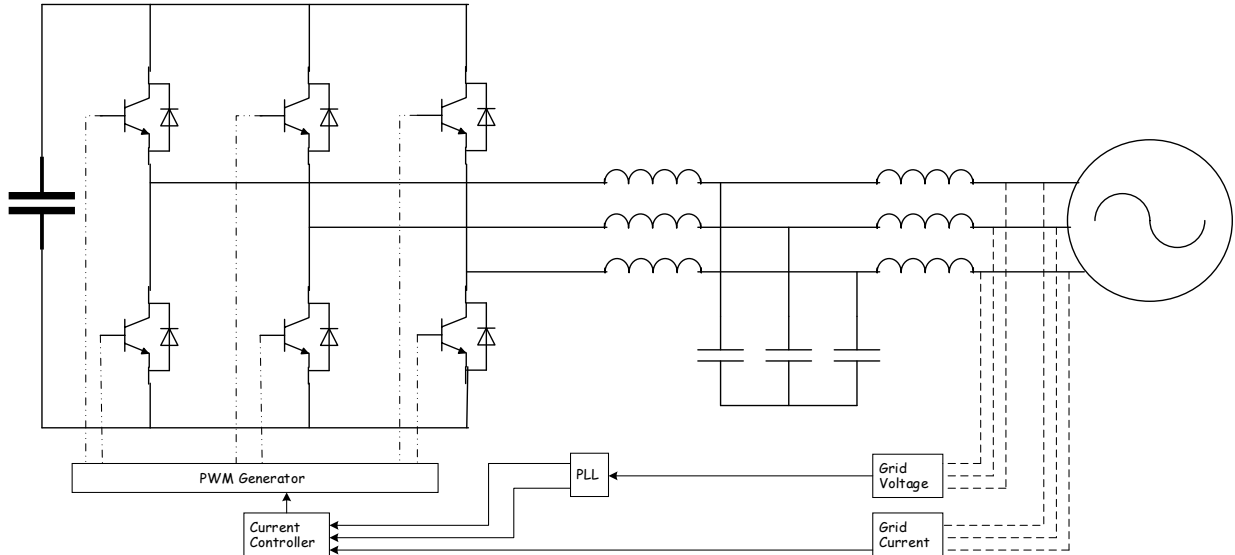 PWM Generator
PLL
Grid
Voltage
Current
Controller
Grid
Current